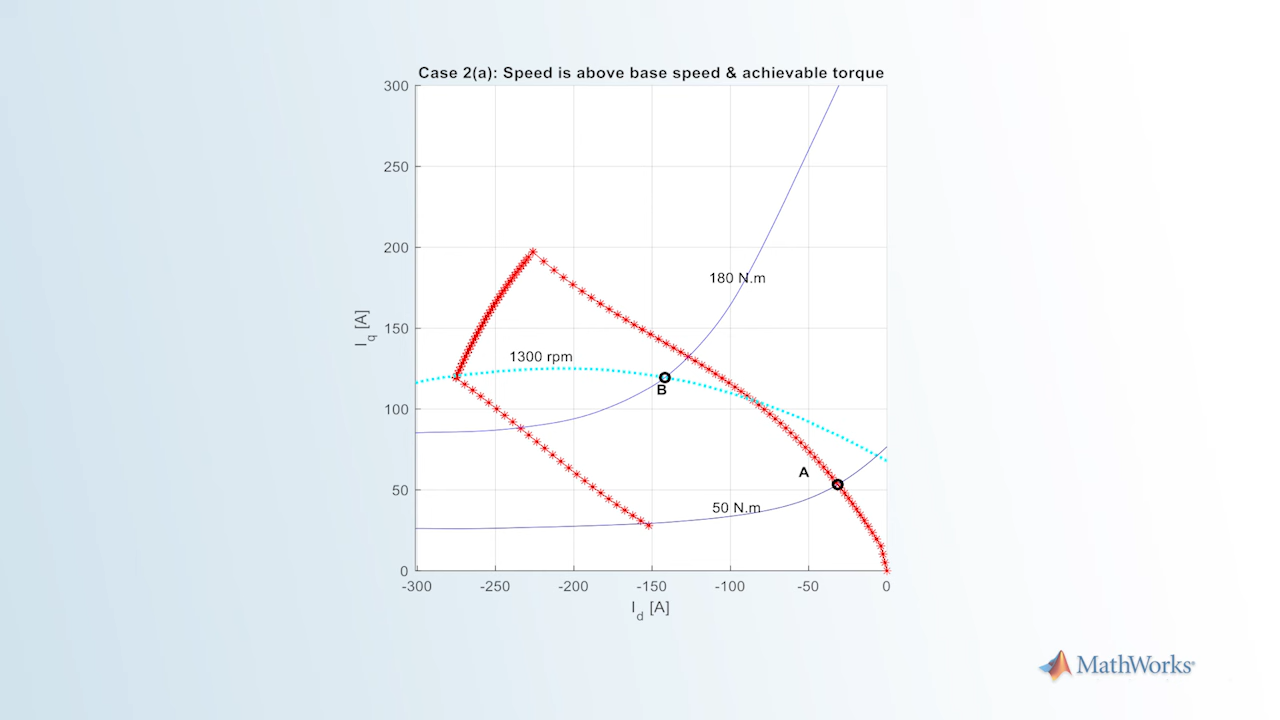 Case 2(a): Speed is above base speed & achievable torque
300
250
200
150
100
50
0
I_q [A]
180 N.m
1300 rpm
B
A
50 N.m
-300 -250 -200 -150 -100 -50 0
I_d [A]
MathWorks®